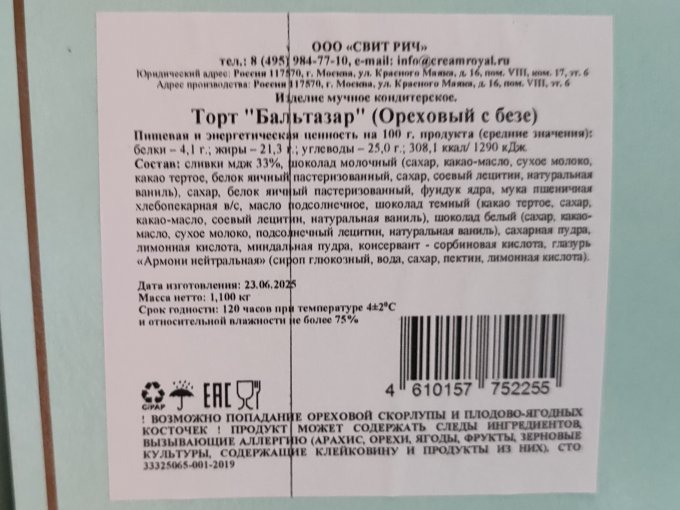 ООО «СВИТ РИЧ»
тел.: 8 (495) 984-77-10, e-mail: info@creamroyal.ru
Юридический адрес: Россия 117570, г. Москва, ул. Красного Маяка, д. 16, пом. VIII, ком. 17, эт. 6
Адрес производства: Россия 117570, г. Москва, ул. Красного Маяка, д. 16, пом. VIII, эт. 6
Изделие мучное кондитерское.
Торт "Бальтазар" (Ореховый с безе)
Пищевая и энергетическая ценность на 100 г. продукта (средние значения):
белки – 4,1 г.; жиры – 21,3 г.; углеводы – 25,0 г.; 308,1 ккал/ 1290 кДж.
Состав: сливки мдж 33%, шоколад молочный (сахар, какао-масло, сухое молоко,
какао тертое, белок яичный пастеризованный, сахар, соевый лецитин, натуральная
ваниль), сахар, белок яичный пастеризованный, фундук ядра, мука пшеничная
хлебопекарная в/с, масло подсолнечное, шоколад темный (какао тертое, сахар,
какао-масло, соевый лецитин, натуральная ваниль), шоколад белый (сахар, какао-
масло, сухое молоко, подсолнечный лецитин, натуральная ваниль), сахарная пудра,
лимонная кислота, миндальная пудра, консервант - сорбиновая кислота, глазурь
«Армони нейтральная» (сироп глюкозный, вода, сахар, пектин, лимонная кислота).
Дата изготовления: 23.06.2025
Масса нетто: 1,100 кг
Срок годности: 120 часов при температуре 4±2°С
и относительной влажности не более 75%
4 610157 752255
C/PAP
EAC
! ВОЗМОЖНО ПОПАДАНИЕ ОРЕХОВОЙ СКОРЛУПЫ И ПЛОДОВО-ЯГОДНЫХ
КОСТОЧЕК ! ПРОДУКТ МОЖЕТ СОДЕРЖАТЬ СЛЕДЫ ИНГРЕДИЕНТОВ,
ВЫЗЫВАЮЩИЕ АЛЛЕРГИЮ (АРАХИС, ОРЕХИ, ЯГОДЫ, ФРУКТЫ, ЗЕРНОВЫЕ
КУЛЬТУРЫ, СОДЕРЖАЩИЕ КЛЕЙКОВИНУ И ПРОДУКТЫ ИЗ НИХ). СТО
33325065-001-2019